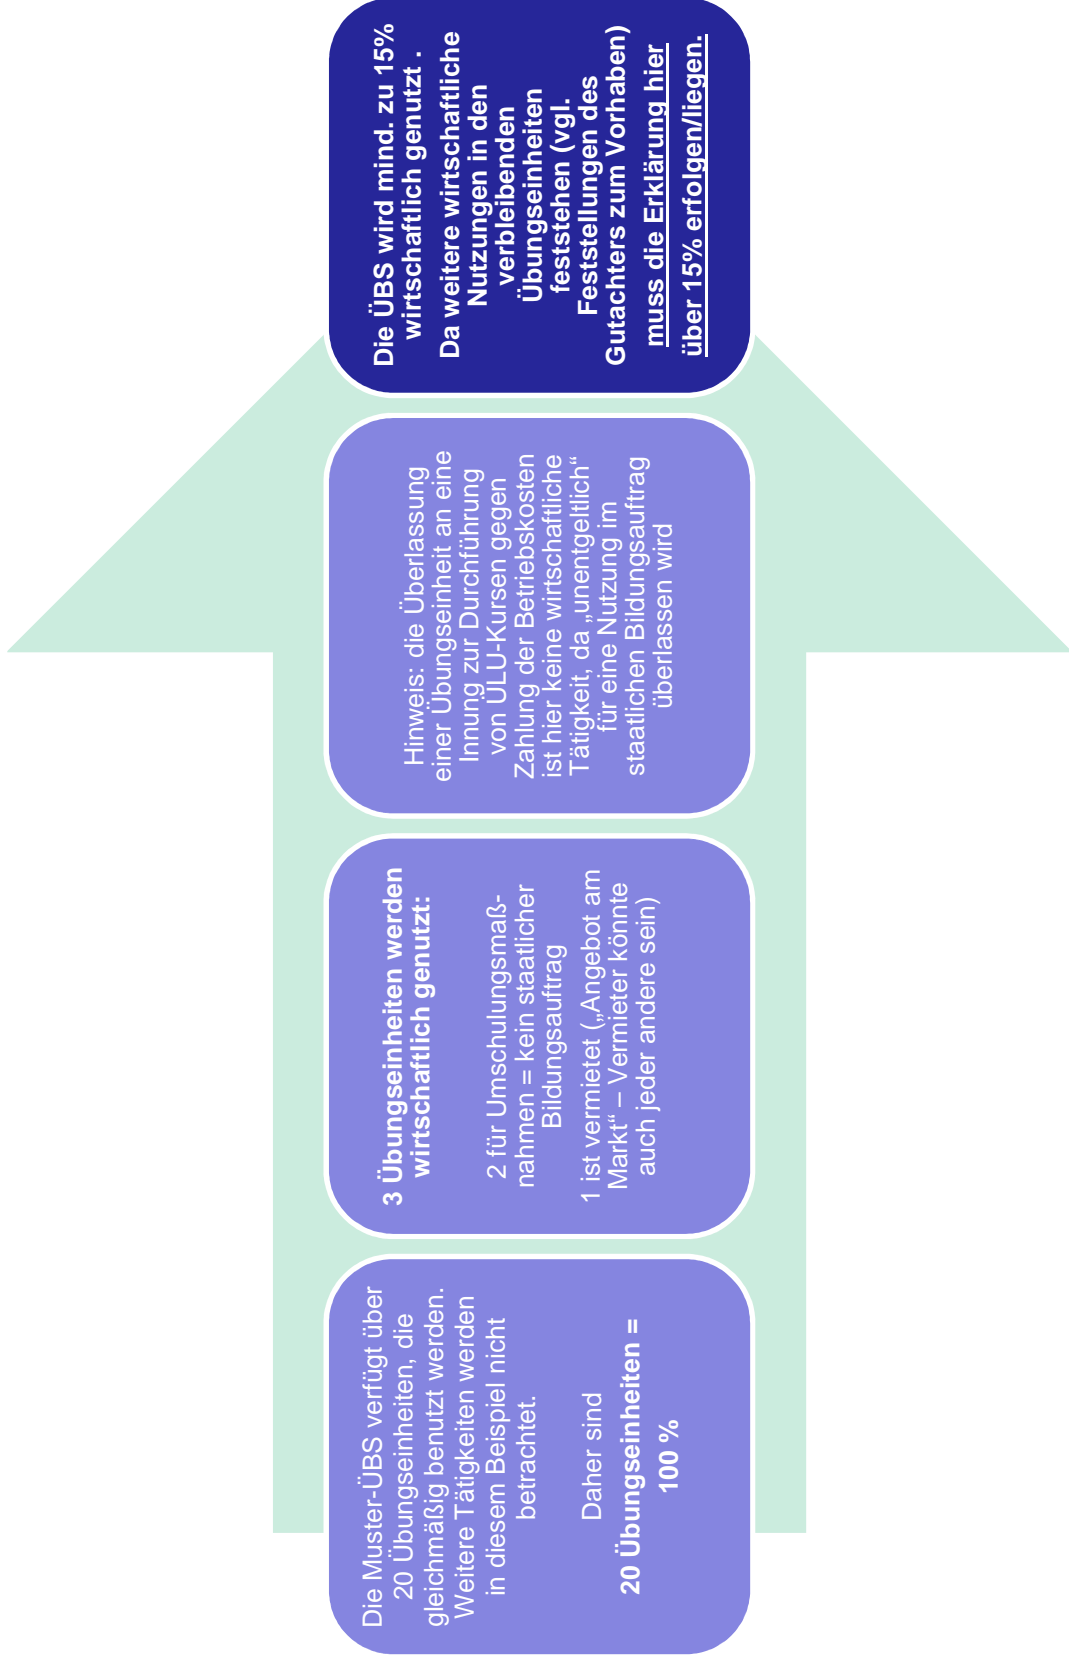 Die Muster-ÜBS verfügt über
20 Übungseinheiten, die
gleichmäßig benutzt werden.
Weitere Tätigkeiten werden
in diesem Beispiel nicht
betrachtet.
Daher sind
20 Übungseinheiten =
100 %
3 Übungseinheiten werden
wirtschaftlich genutzt:
2 für Umschulungsmaß-
nahmen = kein staatlicher
Bildungsauftrag
1 ist vermietet („Angebot am
Markt“ – Vermieter könnte
auch jeder andere sein)
Hinweis: die Überlassung
einer Übungseinheit an eine
Innung zur Durchführung
von ÜLU-Kursen gegen
Zahlung der Betriebskosten
ist hier keine wirtschaftliche
Tätigkeit, da „unentgeltlich“
für eine Nutzung im
staatlichen Bildungsauftrag
überlassen wird
Die ÜBS wird mind. zu 15%
wirtschaftlich genutzt .
Da weitere wirtschaftliche
Nutzungen in den
verbleibenden
Übungseinheiten
feststehen (vgl.
Feststellungen des
Gutachters zum Vorhaben)
muss die Erklärung hier
über 15% erfolgen/liegen.